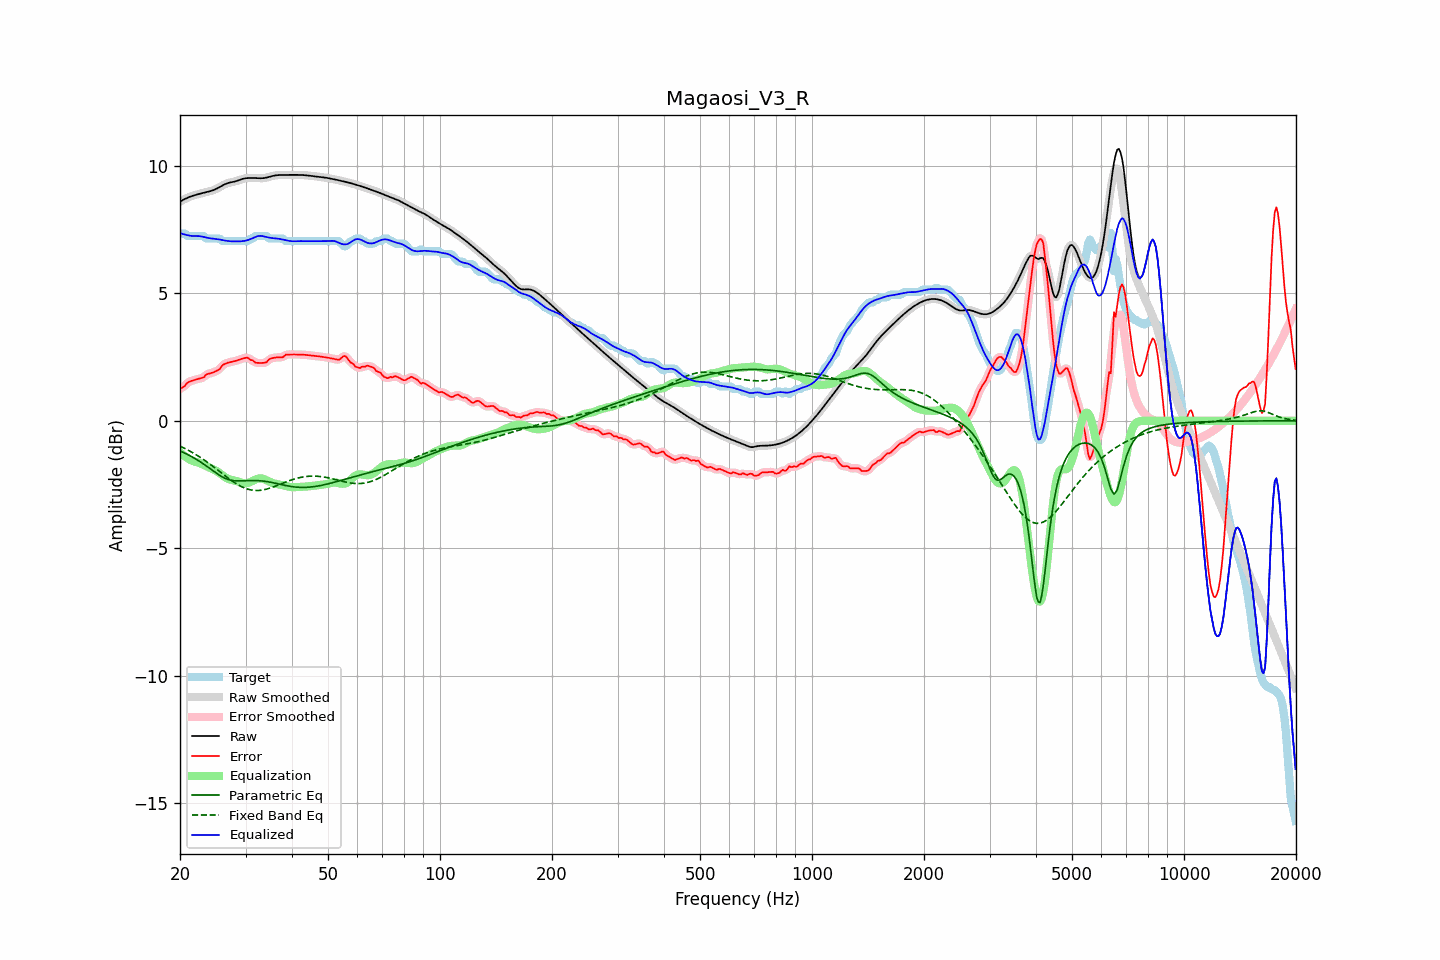 Magaosi_V3_R
Amplitude (dBr)
10
5
0
−5
−10
−15
Target
Raw Smoothed
Error Smoothed
Raw
Error
Equalization
Parametric Eq
Fixed Band Eq
Equalized
20 50 100 200 500 1000 2000 5000 10000 20000
Frequency (Hz)